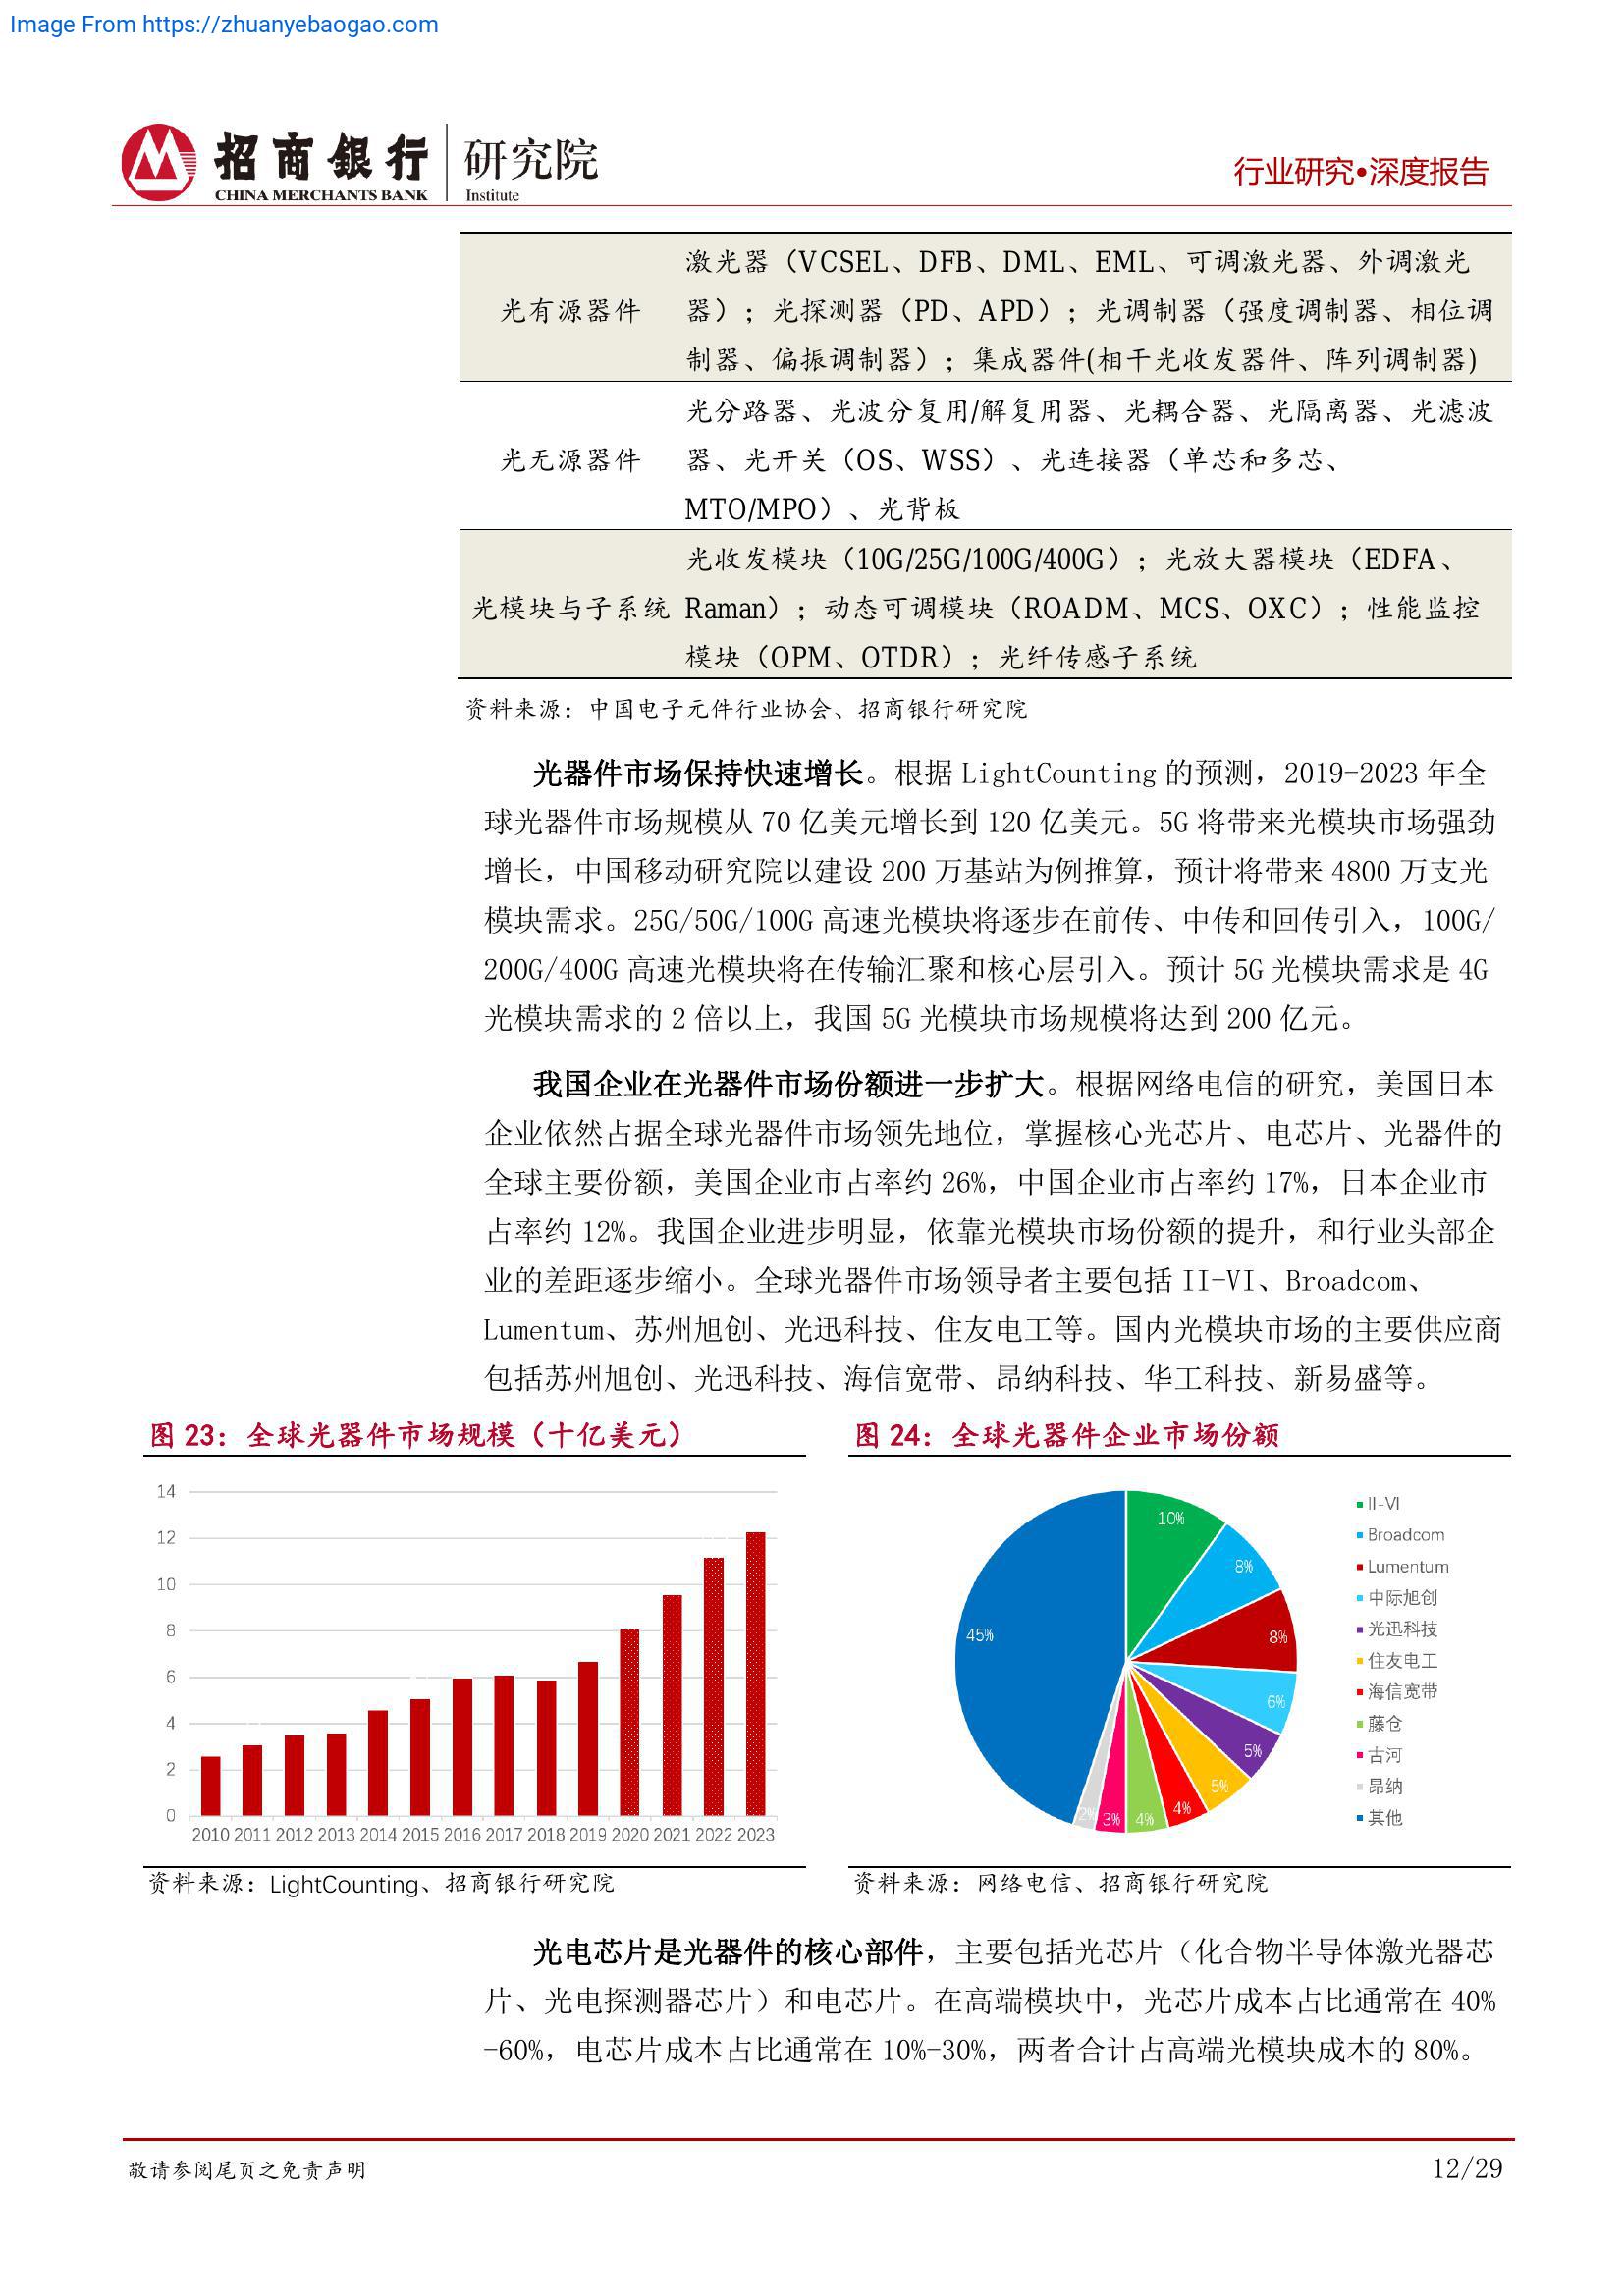 Image From https://zhuanyebaogao.com
招商銀行
CHINA MERCHANTS BANK
研究院
Institute
行业研究•深度报告
光有源器件
激光器（VCSEL、DFB、DML、EML、可调激光器、外调激光
器）；光探测器（PD、APD）；光调制器（强度调制器、相位调
制器、偏振调制器）；集成器件(相干光收发器件、阵列调制器)
光无源器件
光分路器、光波分复用/解复用器、光耦合器、光隔离器、光滤波
器、光开关（OS、WSS）、光连接器（单芯和多芯、
MTO/MPO）、光背板
光模块与子系统
光收发模块（10G/25G/100G/400G）；光放大器模块（EDFA、
Raman）；动态可调模块（ROADM、MCS、OXC）；性能监控
模块（OPM、OTDR）；光纤传感子系统
资料来源：中国电子元件行业协会、招商银行研究院
光器件市场保持快速增长。根据 LightCounting 的预测，2019-2023 年全
球光器件市场规模从 70 亿美元增长到 120 亿美元。5G 将带来光模块市场强劲
增长，中国移动研究院以建设 200 万基站为例推算，预计将带来 4800 万支光
模块需求。25G/50G/100G 高速光模块将逐步在前传、中传和回传引入，100G/
200G/400G 高速光模块将在传输汇聚和核心层引入。预计 5G 光模块需求是 4G
光模块需求的 2 倍以上，我国 5G 光模块市场规模将达到 200 亿元。
我国企业在光器件市场份额进一步扩大。根据网络电信的研究，美国日本
企业依然占据全球光器件市场领先地位，掌握核心光芯片、电芯片、光器件的
全球主要份额，美国企业市占率约 26%，中国企业市占率约 17%，日本企业市
占率约 12%。我国企业进步明显，依靠光模块市场份额的提升，和行业头部企
业的差距逐步缩小。全球光器件市场领导者主要包括 II-VI、Broadcom、
Lumentum、苏州旭创、光迅科技、住友电工等。国内光模块市场的主要供应商
包括苏州旭创、光迅科技、海信宽带、昂纳科技、华工科技、新易盛等。
图 23：全球光器件市场规模（十亿美元）
14
12
10
8
6
4
2
0
2010 2011 2012 2013 2014 2015 2016 2017 2018 2019 2020 2021 2022 2023
资料来源：LightCounting、招商银行研究院
图 24：全球光器件企业市场份额
10%
8%
8%
6%
5%
5%
4%
4%
3%
2%
45%
II-VI
Broadcom
Lumentum
中际旭创
光迅科技
住友电工
海信宽带
藤仓
古河
昂纳
其他
资料来源：网络电信、招商银行研究院
光电芯片是光器件的核心部件，主要包括光芯片（化合物半导体激光器芯
片、光电探测器芯片）和电芯片。在高端模块中，光芯片成本占比通常在 40%
-60%，电芯片成本占比通常在 10%-30%，两者合计占高端光模块成本的 80%。
敬请参阅尾页之免责声明
12/29